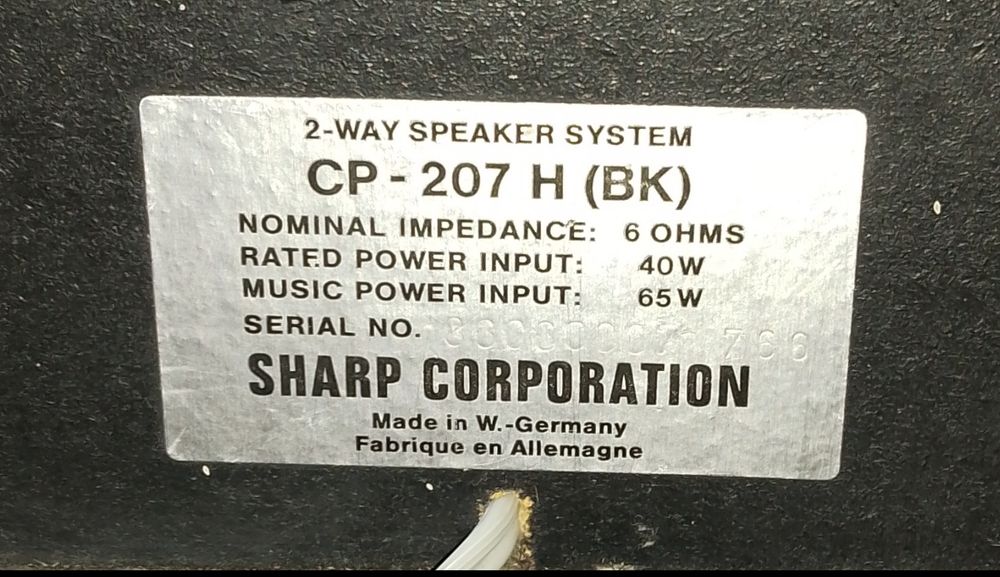 2-WAY SPEAKER SYSTEM
CP - 207 H (BK)
NOMINAL IMPEDANCE: 6 OHMS
RATED POWER INPUT: 40W
MUSIC POWER INPUT: 65W
SERIAL NO.
SHARP CORPORATION
Made in W.-Germany
Fabrique en Allemagne